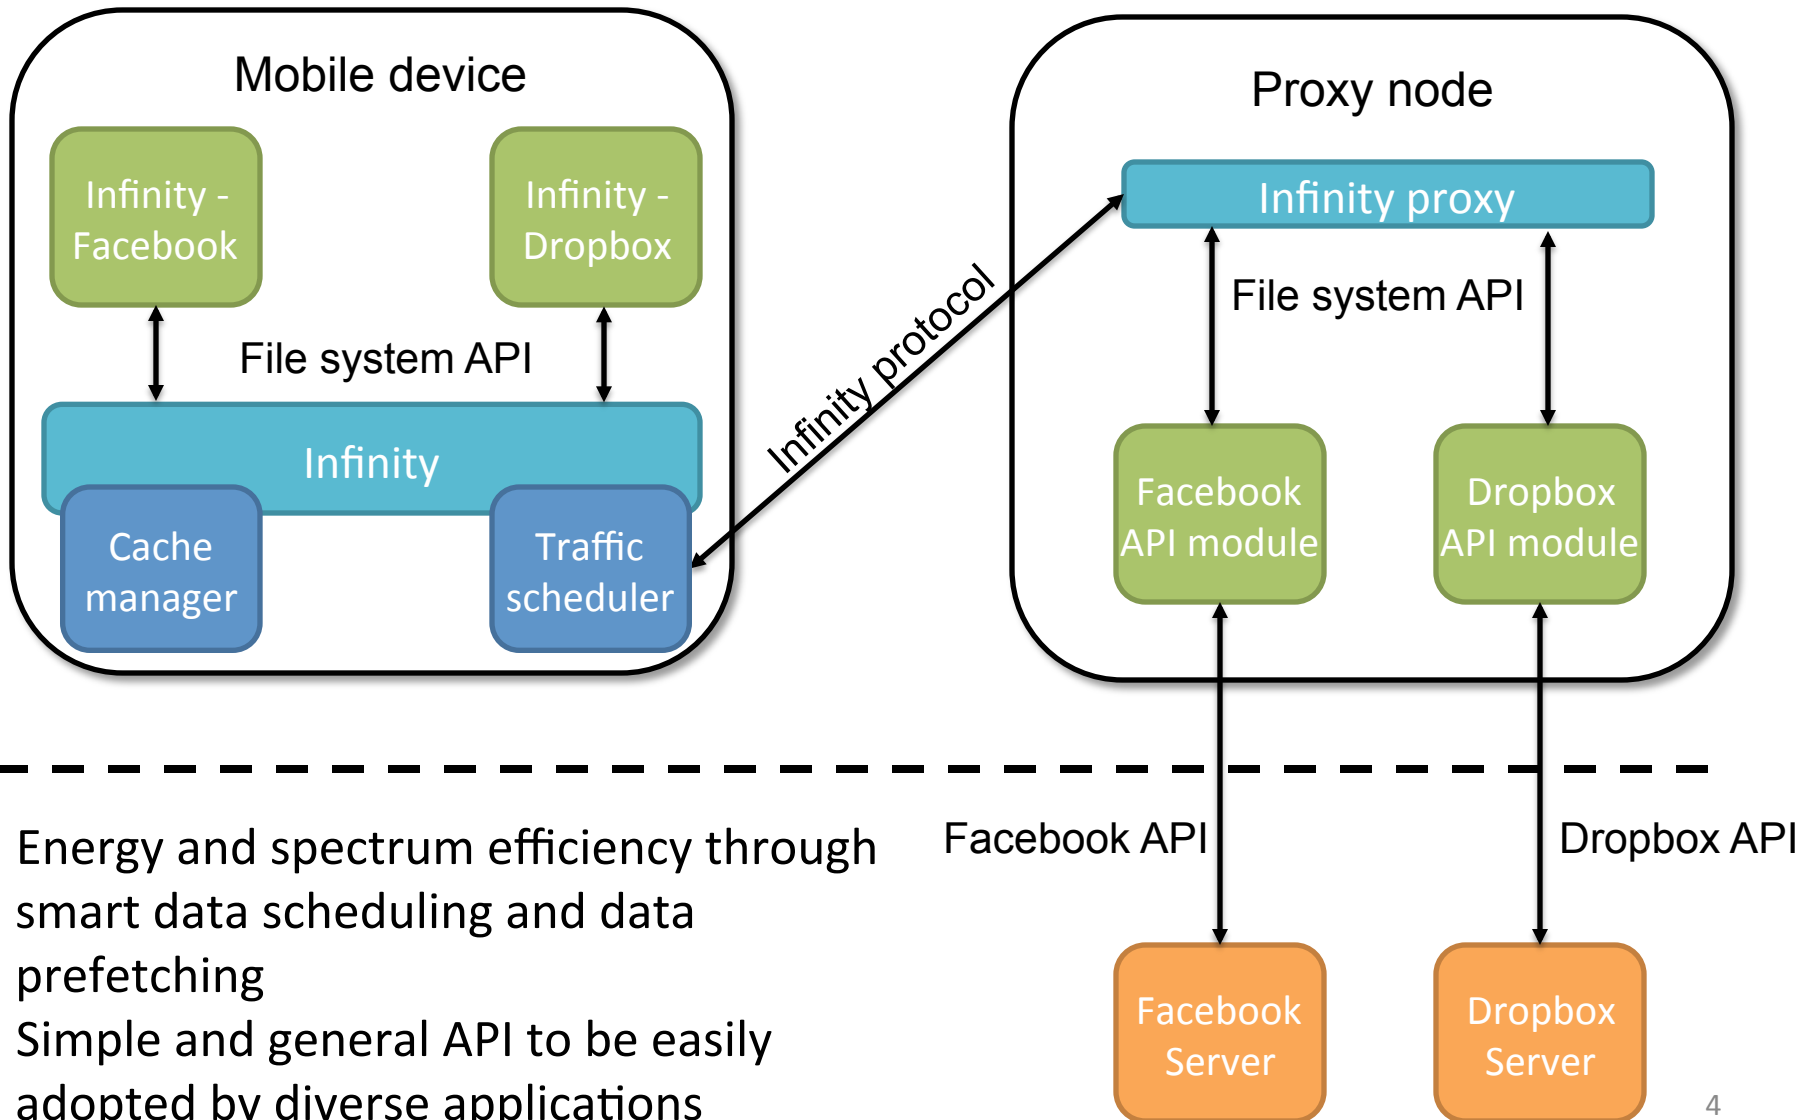 Mobile device
Infinity -
Facebook
Infinity -
Dropbox
File system API
Infinity
Cache
manager
Traffic
scheduler
Infinity protocol
Proxy node
Infinity proxy
File system API
Facebook
API module
Dropbox
API module
Facebook API
Dropbox API
Facebook
Server
Dropbox
Server
Energy and spectrum efficiency through
smart data scheduling and data
prefetching
Simple and general API to be easily
adopted by diverse applications
4